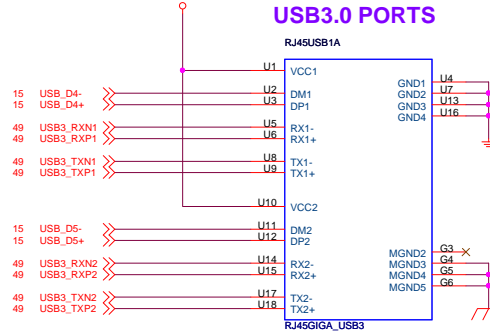 USB3.0 PORTS
RJ45USB1A
U1 VCC1
GND1 U4
15 USB_D4- U2 DM1
GND2 U7
15 USB_D4+ U3 DP1
GND3 U13
GND4 U16
49 USB3_RXN1 U5 RX1-
49 USB3_RXP1 U6 RX1+
49 USB3_TXN1 U8 TX1-
49 USB3_TXP1 U9 TX1+
U10 VCC2
15 USB_D5- U11 DM2
15 USB_D5+ U12 DP2
MGND2 G3
49 USB3_RXN2 U14 RX2-
MGND3 G4
49 USB3_RXP2 U15 RX2+
MGND4 G5
MGND5 G6
49 USB3_TXN2 U17 TX2-
49 USB3_TXP2 U18 TX2+
RJ45GIGA_USB3